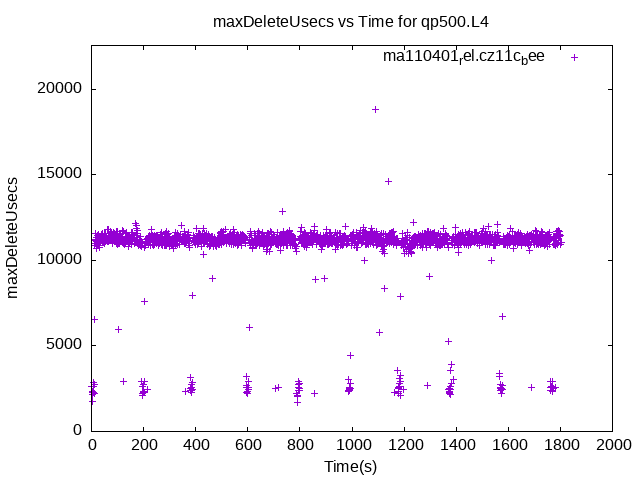 maxDeleteUsecs vs Time for qp500.L4
ma110401_rel.cz11c_bee
20000
15000
10000
5000
0
maxDeleteUsecs
0 200 400 600 800 1000 1200 1400 1600 1800 2000
Time(s)